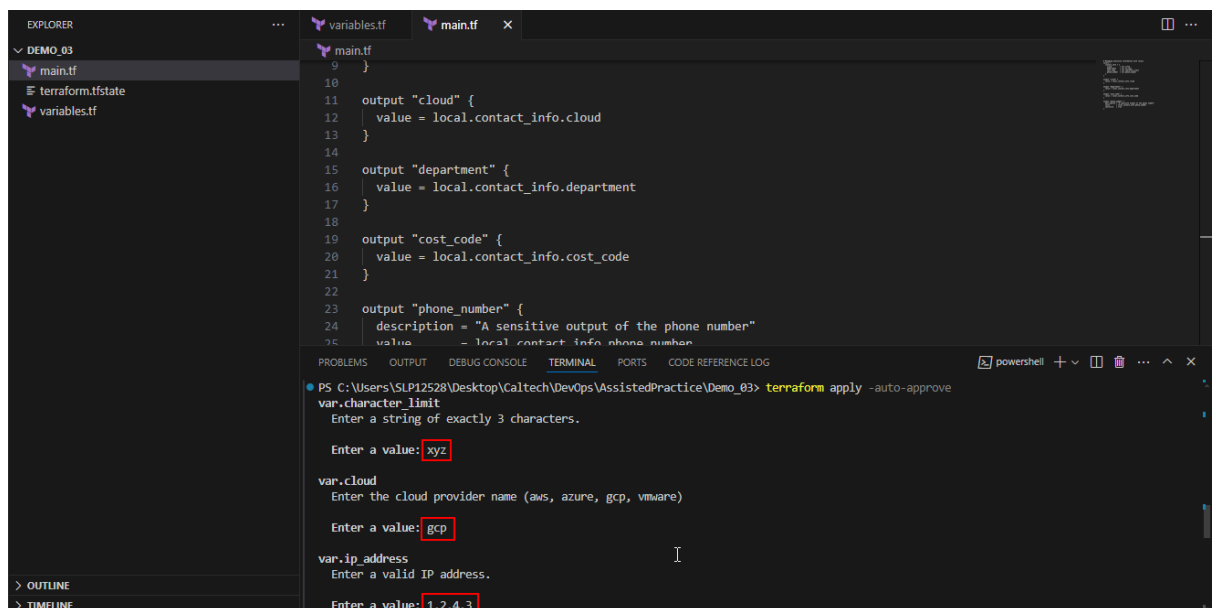 EXPLORER
DEMO_03
main.tf
terraform.tfstate
variables.tf
OUTLINE
TIMELINE
variables.tf main.tf
main.tf
9 }
10
11 output "cloud" {
12 value = local.contact_info.cloud
13 }
14
15 output "department" {
16 value = local.contact_info.department
17 }
18
19 output "cost_code" {
20 value = local.contact_info.cost_code
21 }
22
23 output "phone_number" {
24 description = "A sensitive output of the phone number"
25 value = local.contact_info.phone_number
PROBLEMS OUTPUT DEBUG CONSOLE TERMINAL PORTS CODE REFERENCE LOG powershell
PS C:\Users\SLP12528\Desktop\Caltech\DevOps\AssistedPractice\Demo_03> terraform apply -auto-approve
var.character_limit
Enter a string of exactly 3 characters.
Enter a value: xyz
var.cloud
Enter the cloud provider name (aws, azure, gcp, vmware)
Enter a value: gcp
var.ip_address
Enter a valid IP address.
Enter a value: 1.2.4.3